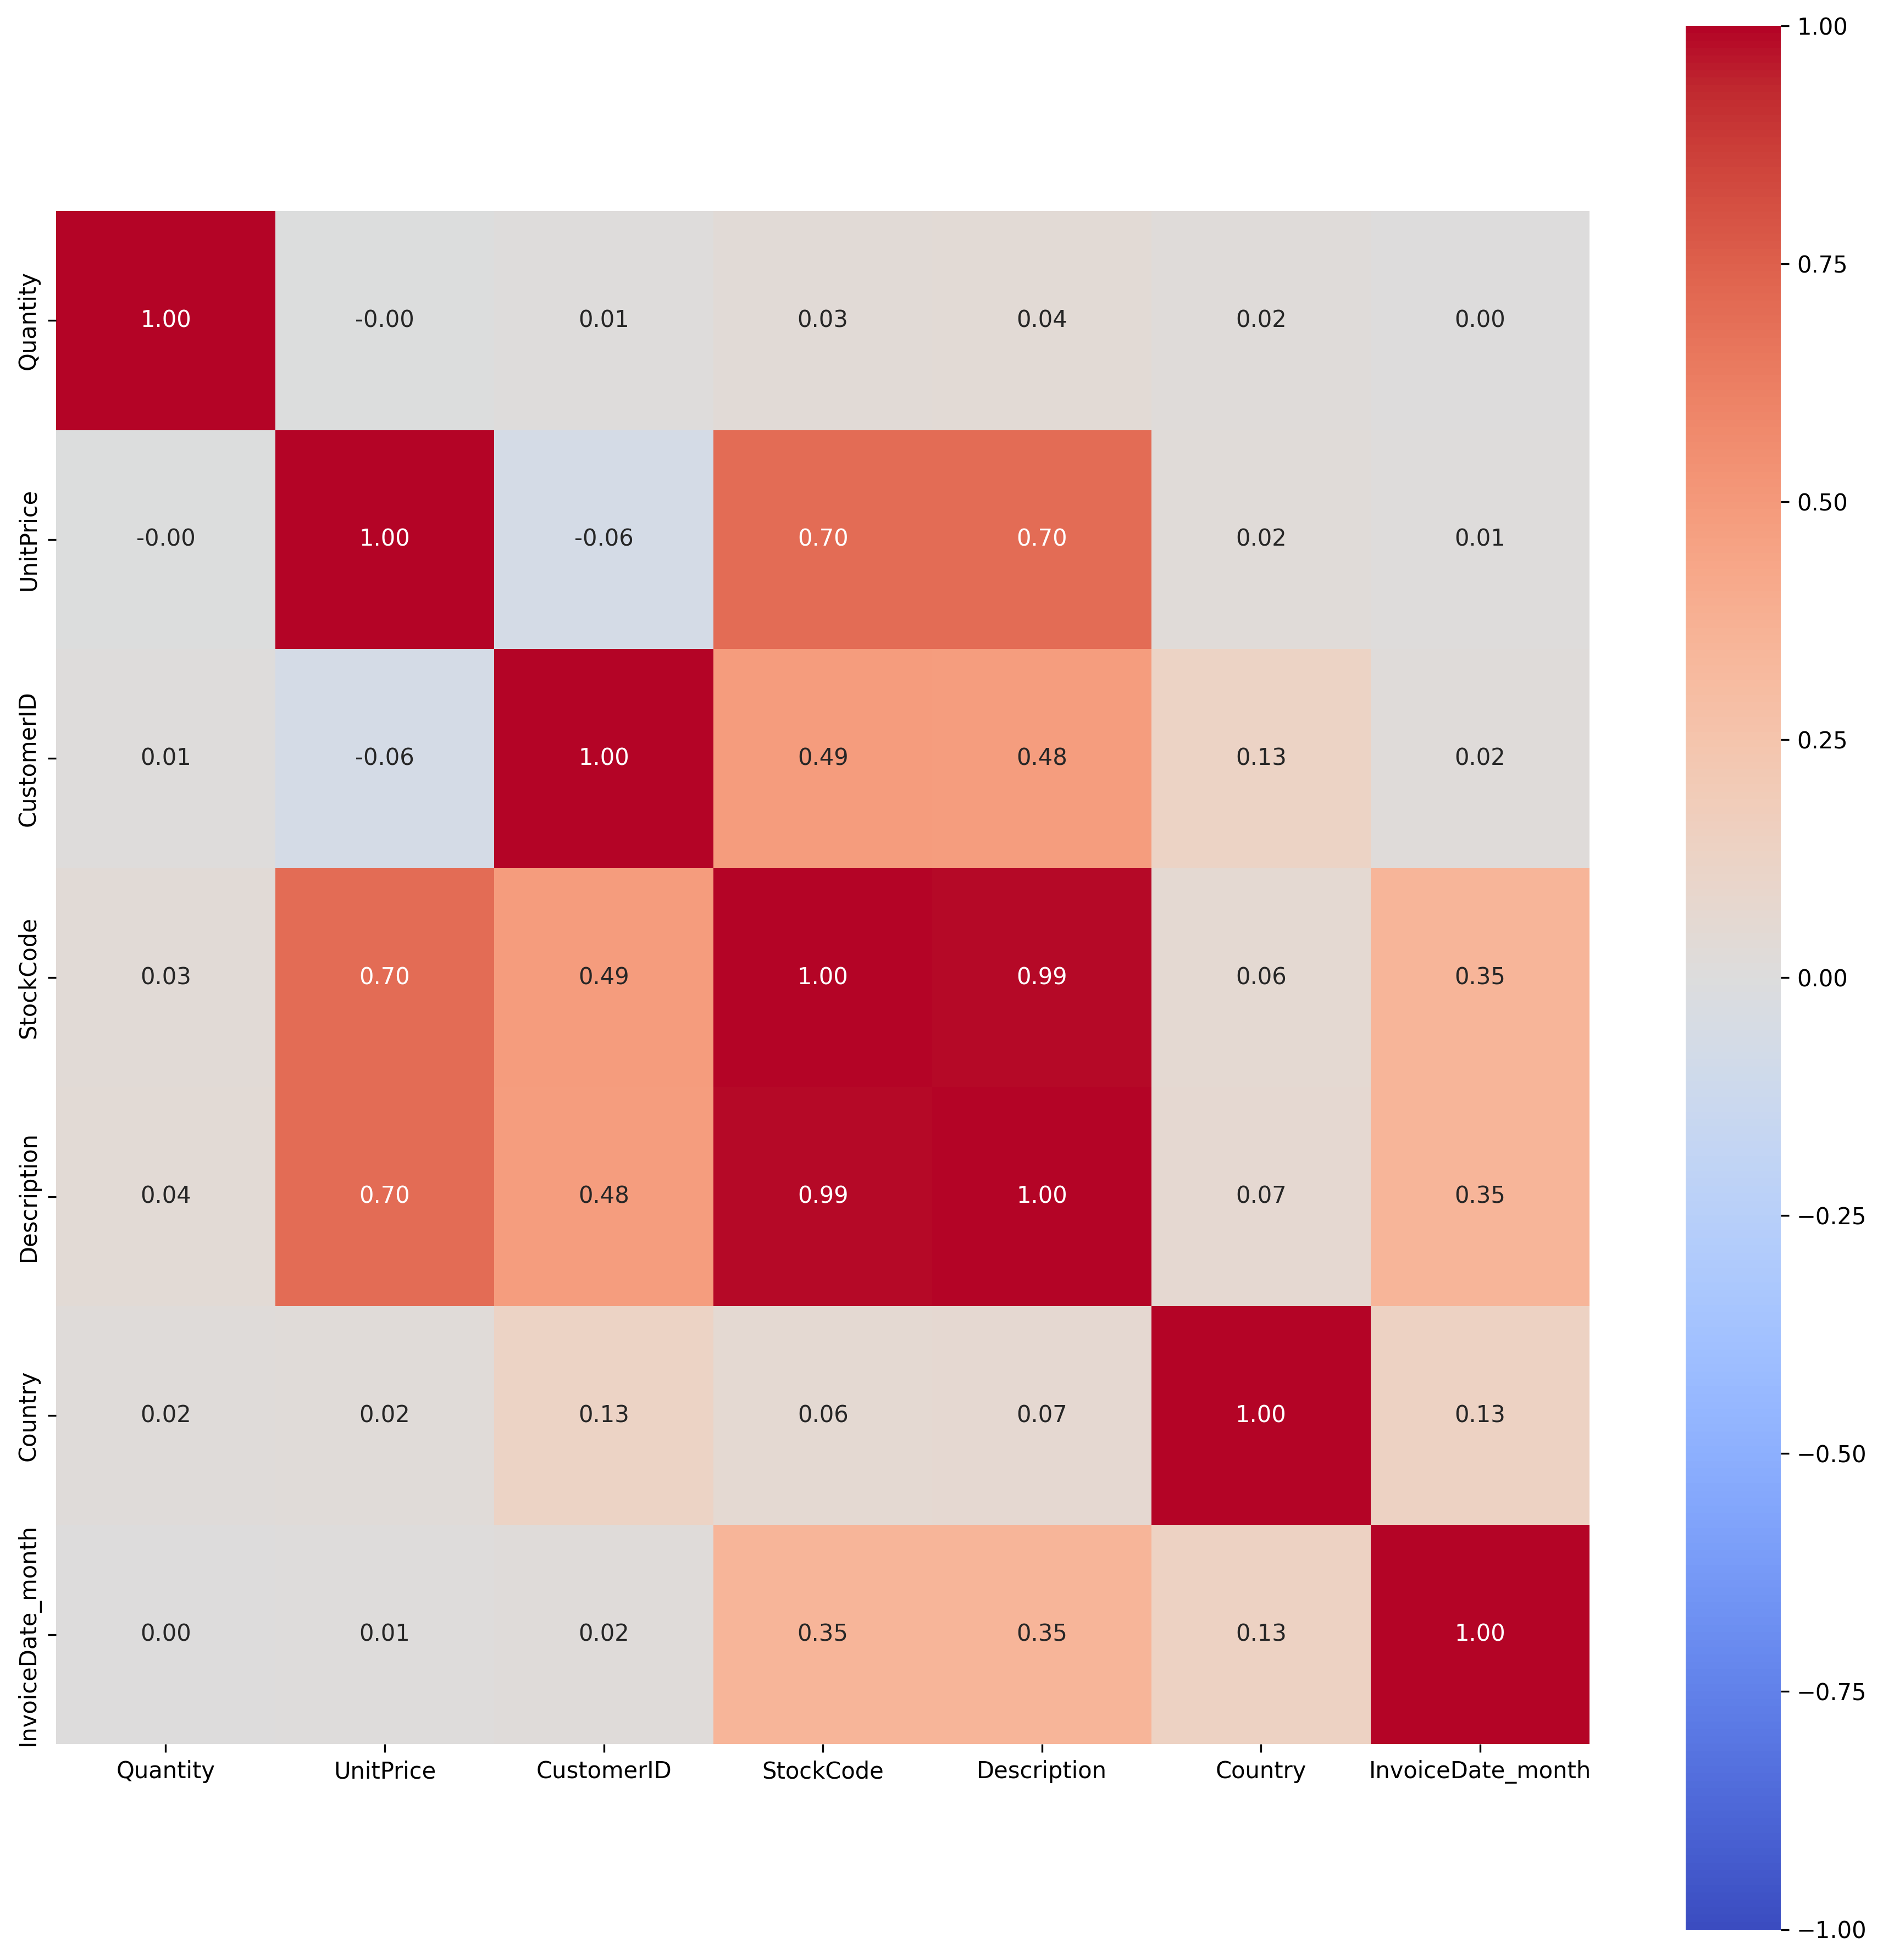 1.00
0.75
0.50
0.25
0.00
−0.25
−0.50
−0.75
−1.00
Quantity 1.00 -0.00 0.01 0.03 0.04 0.02 0.00
UnitPrice -0.00 1.00 -0.06 0.70 0.70 0.02 0.01
CustomerID 0.01 -0.06 1.00 0.49 0.48 0.13 0.02
StockCode 0.03 0.70 0.49 1.00 0.99 0.06 0.35
Description 0.04 0.70 0.48 0.99 1.00 0.07 0.35
Country 0.02 0.02 0.13 0.06 0.07 1.00 0.13
InvoiceDate_month 0.00 0.01 0.02 0.35 0.35 0.13 1.00
Quantity UnitPrice CustomerID StockCode Description Country InvoiceDate_month